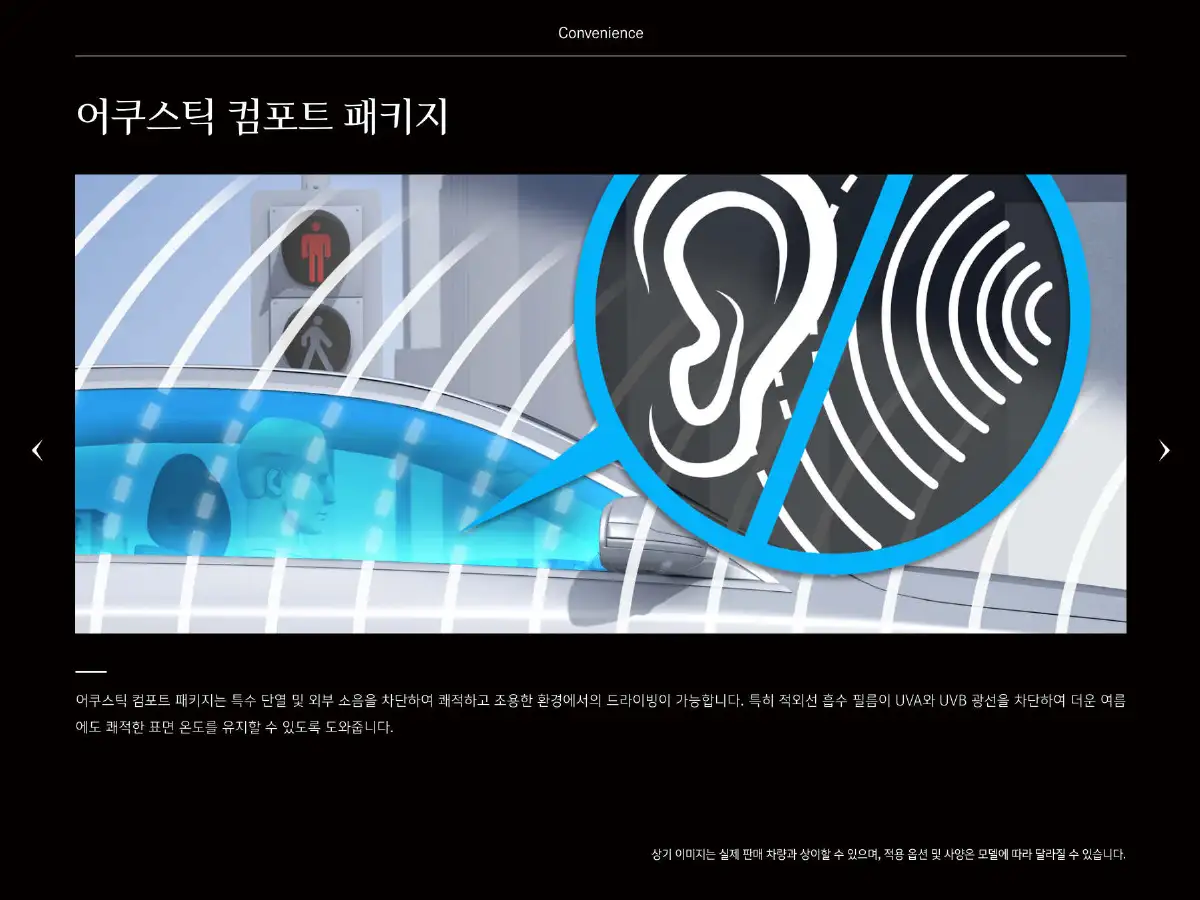 Convenience
어쿠스틱 컴포트 패키지
어쿠스틱 컴포트 패키지는 특수 단열 및 외부 소음을 차단하여 쾌적하고 조용한 환경에서의 드라이빙이 가능합니다. 특히 적외선 흡수 필름이 UVA와 UVB 광선을 차단하여 더운 여름
에도 쾌적한 표면 온도를 유지할 수 있도록 도와줍니다.
상기 이미지는 실제 판매 차량과 상이할 수 있으며, 적용 옵션 및 사양은 모델에 따라 달라질 수 있습니다.